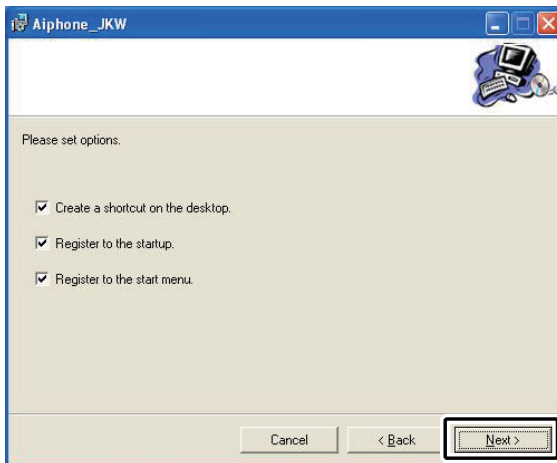 Aiphone_JKW
Please set options.
Create a shortcut on the desktop.
Register to the startup.
Register to the start menu.
Cancel
< Back
Next >